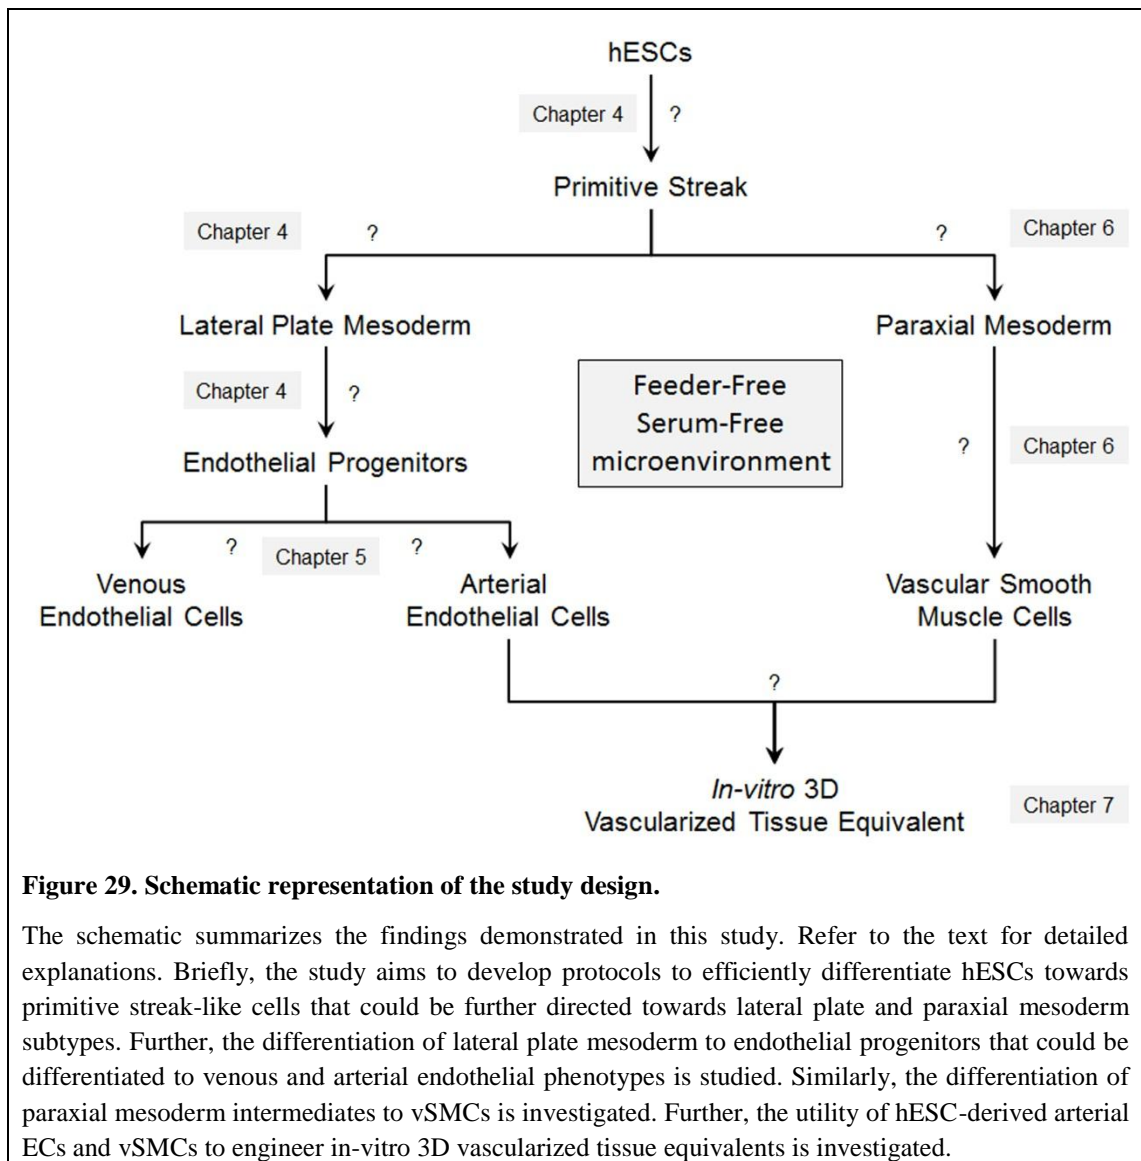 hESCs
Chapter 4 ?
Primitive Streak
Chapter 4 ? ? Chapter 6
Lateral Plate Mesoderm Paraxial Mesoderm
Chapter 4 ?
Feeder-Free
Serum-Free
microenvironment
? Chapter 6
Endothelial Progenitors
? Chapter 5 ?
Venous
Endothelial Cells
Arterial
Endothelial Cells
Vascular Smooth
Muscle Cells
?
In-vitro 3D
Vascularized Tissue Equivalent
Chapter 7
Figure 29. Schematic representation of the study design.
The schematic summarizes the findings demonstrated in this study. Refer to the text for detailed
explanations. Briefly, the study aims to develop protocols to efficiently differentiate hESCs towards
primitive streak-like cells that could be further directed towards lateral plate and paraxial mesoderm
subtypes. Further, the differentiation of lateral plate mesoderm to endothelial progenitors that could be
differentiated to venous and arterial endothelial phenotypes is studied. Similarly, the differentiation of
paraxial mesoderm intermediates to vSMCs is investigated. Further, the utility of hESC-derived arterial
ECs and vSMCs to engineer in-vitro 3D vascularized tissue equivalents is investigated.